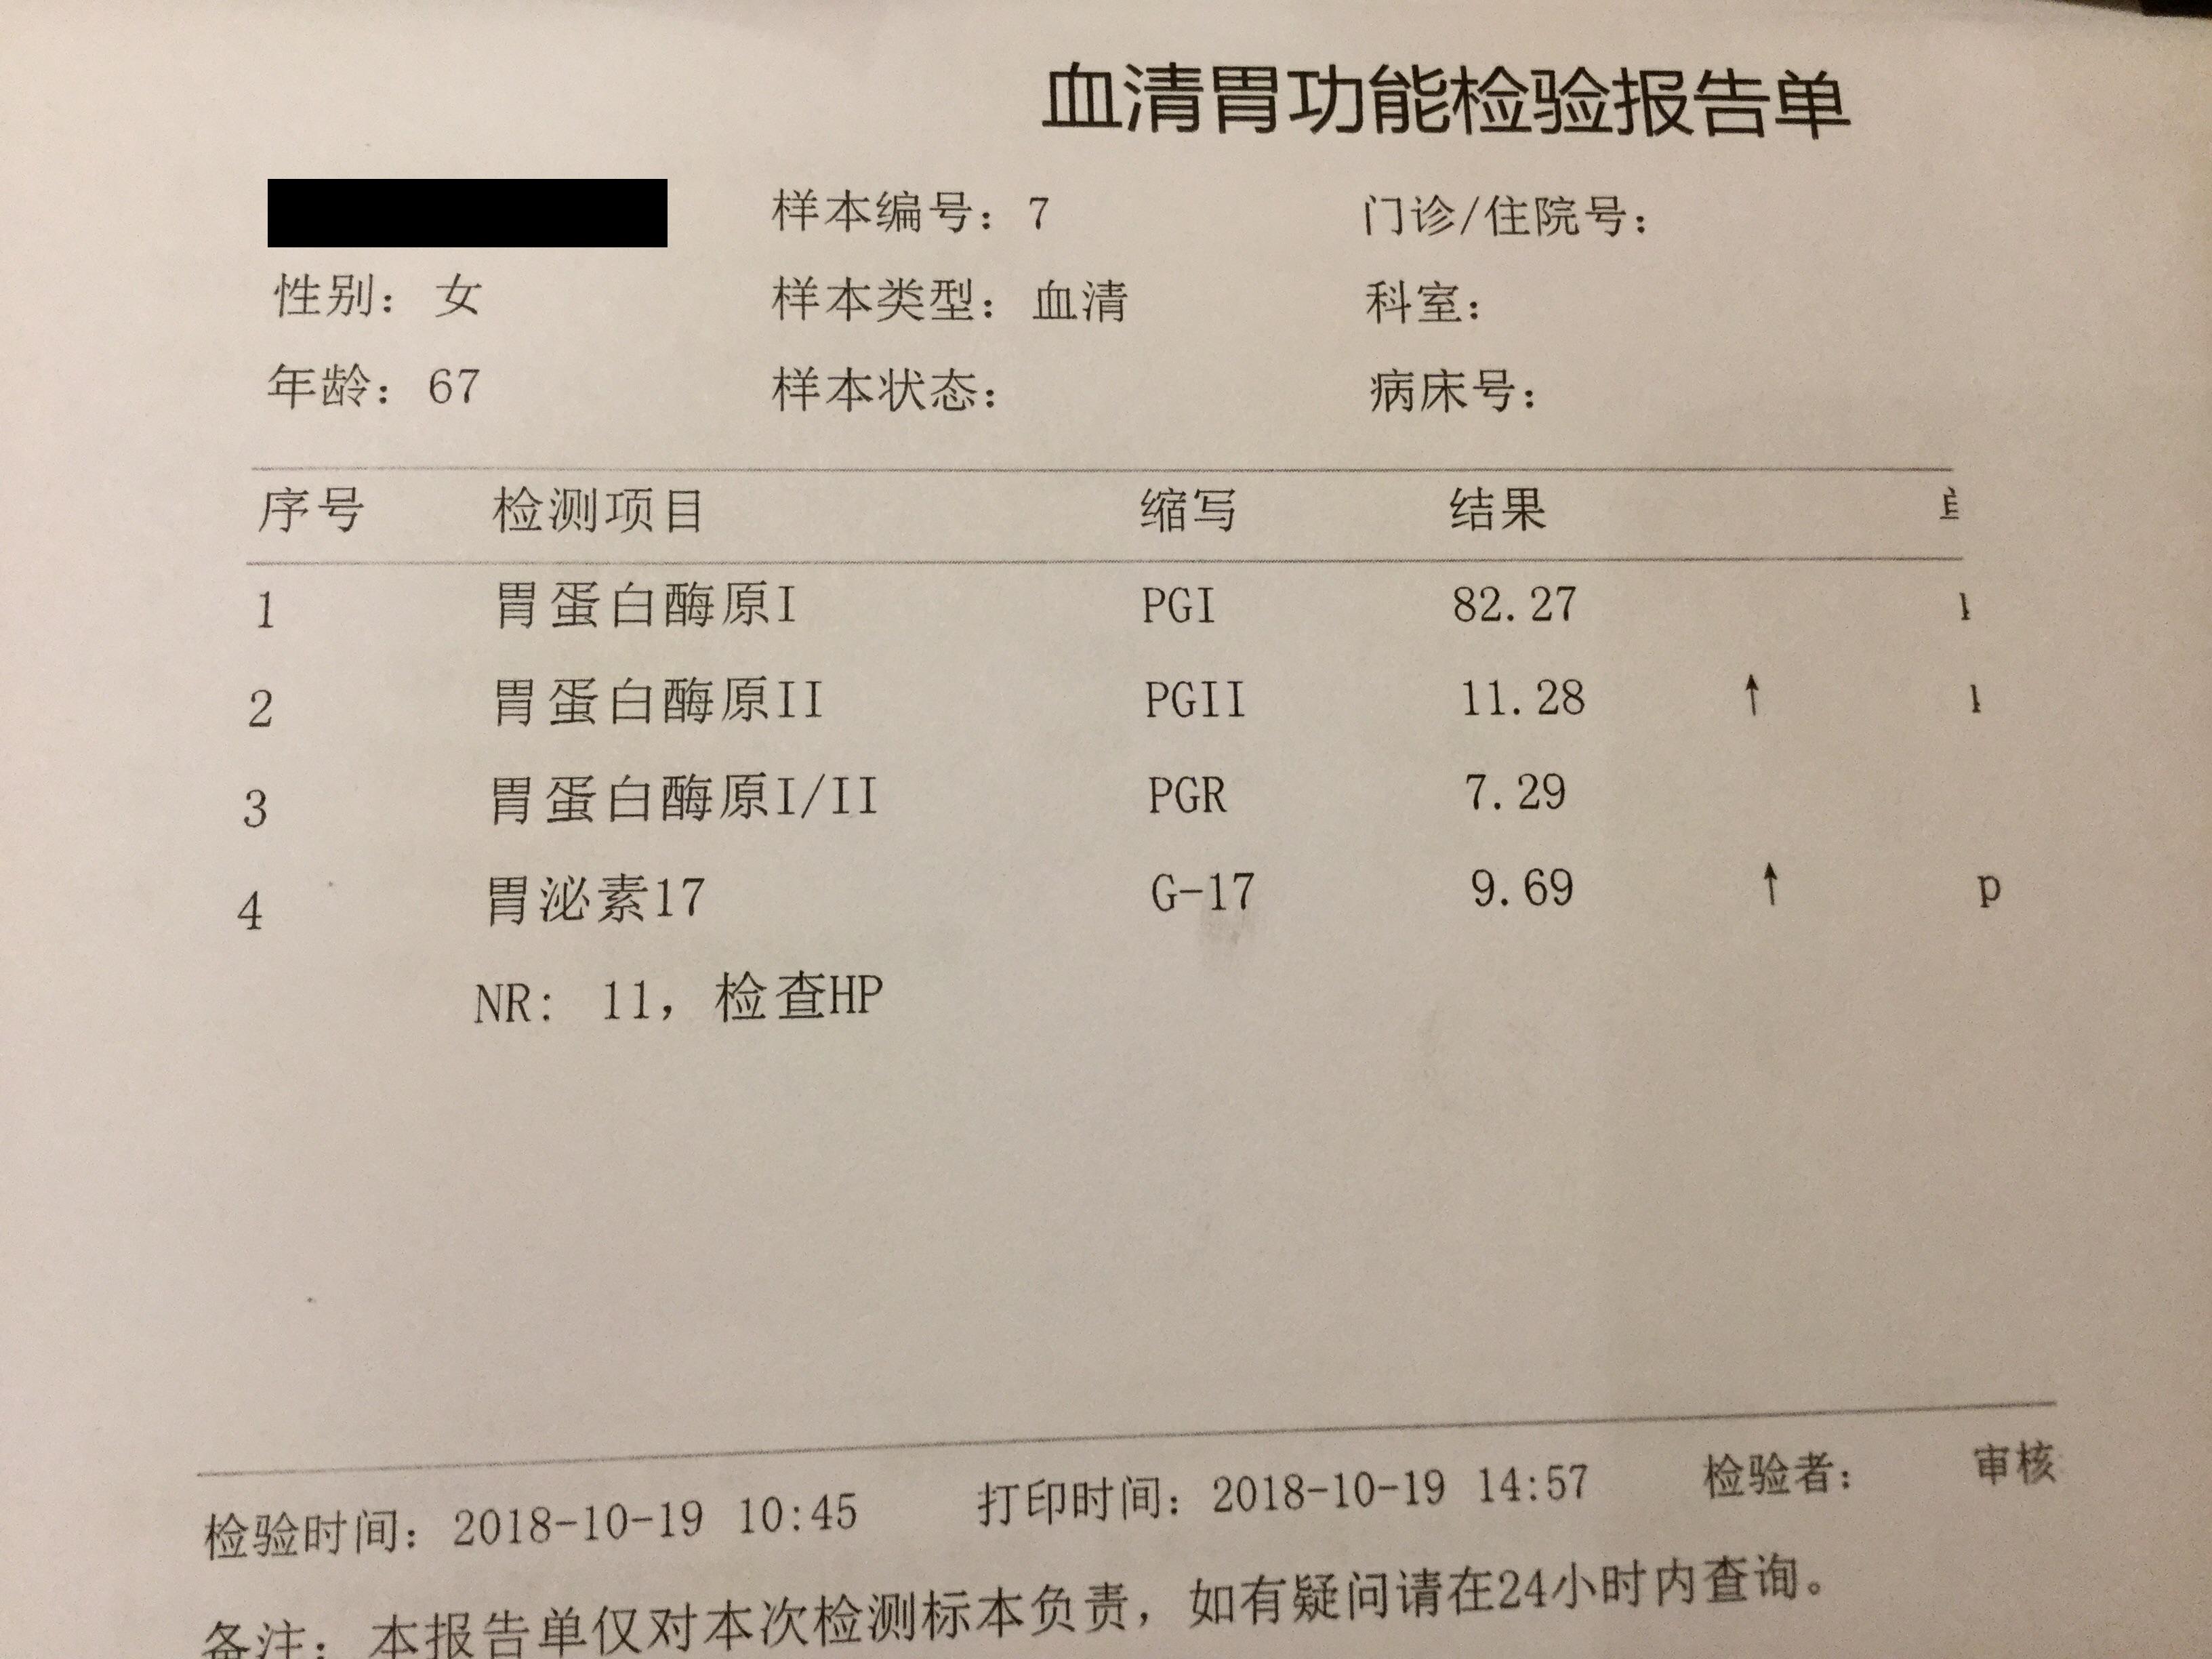 血清胃功能检验报告单
样本编号：7 门诊/住院号：
性别：女 样本类型：血清 科室：
年龄：67 样本状态： 病床号：
序号 检测项目 缩写 结果
1 胃蛋白酶原I PGI 82.27
2 胃蛋白酶原II PGII 11.28 ↑
3 胃蛋白酶原I/II PGR 7.29
4 胃泌素17 G-17 9.69 ↑ p
NR: 11，检查HP
检验时间：2018-10-19 10:45 打印时间：2018-10-19 14:57 检验者： 审核
备注：本报告单仅对本次检测标本负责，如有疑问请在24小时内查询。